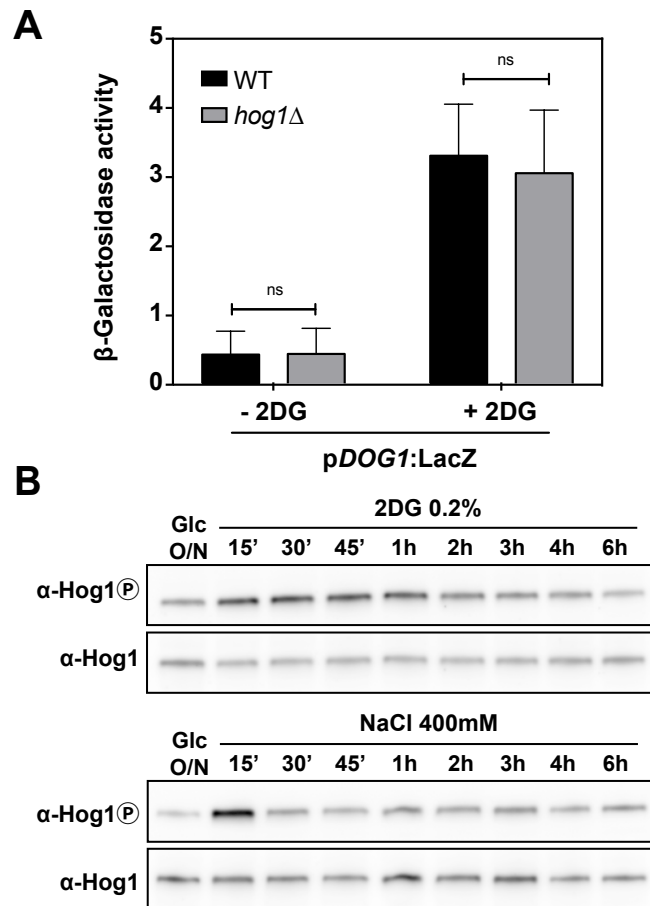 A
5
4
3
2
1
0
β-Galactosidase activity
WT
hog1Δ
ns
ns
- 2DG + 2DG
pDOG1:LacZ
B
Glc
O/N
2DG 0.2%
15’ 30’ 45’ 1h 2h 3h 4h 6h
α-Hog1Ⓟ
α-Hog1
Glc
O/N
NaCl 400mM
15’ 30’ 45’ 1h 2h 3h 4h 6h
α-Hog1Ⓟ
α-Hog1